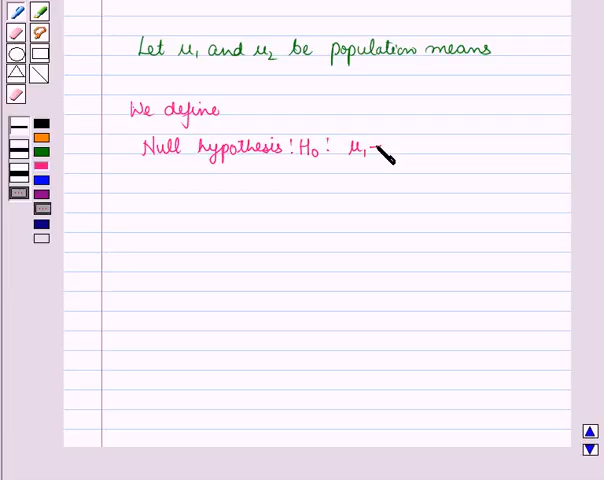 Let μ₁ and μ₂ be population means
We define
Null hypothesis : H₀ : μ₁-